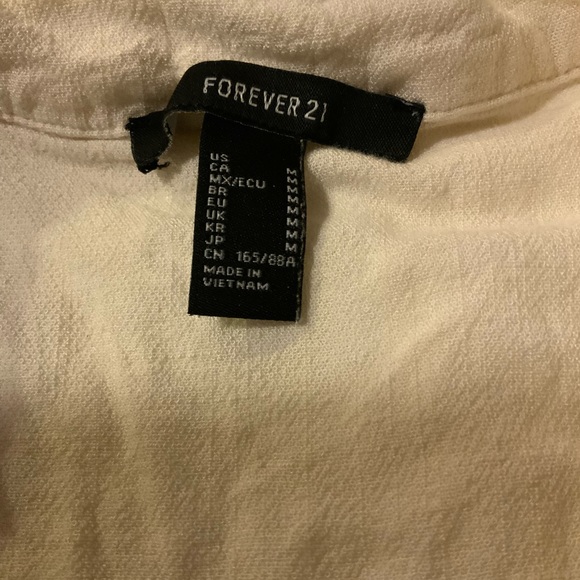 FOREVER 21
US M
CA M
MX/ECU M
BR M
EU M
UK M
KR M
JP M
CN 165/88A
MADE IN
VIETNAM